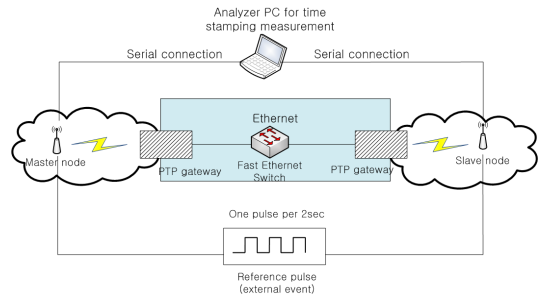 Analyzer PC for time
stamping measurement
Serial connection
Serial connection
Ethernet
Master node
PTP gateway
Fast Ethernet
Switch
PTP gateway
Slave node
One pulse per 2sec
Reference pulse
(external event)